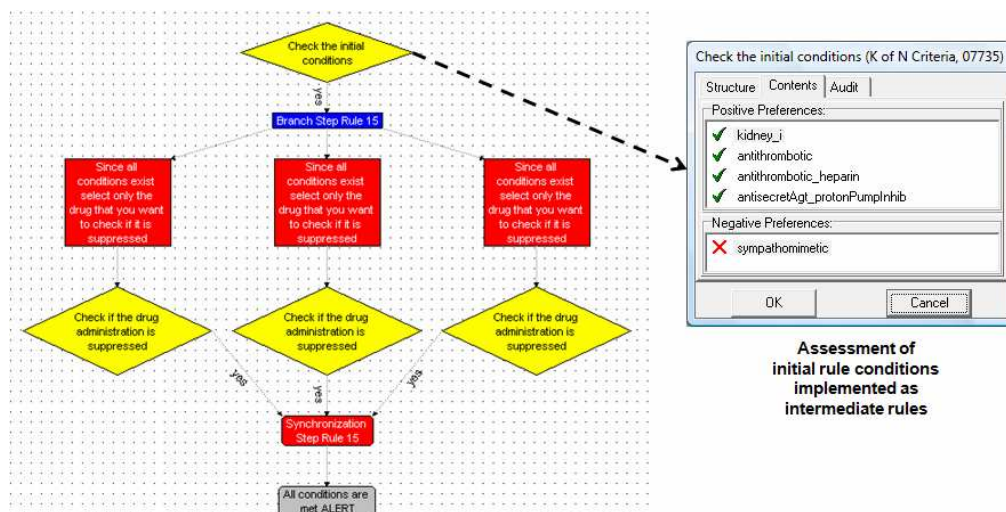 Check the initial
conditions
yes
Branch Step Rule 15
Since all
conditions exist
select only the
drug that you want
to check if it is
suppressed
Since all
conditions exist
select only the
drug that you want
to check if it is
suppressed
Since all
conditions exist
select only the
drug that you want
to check if it is
suppressed
Check if the drug
administration is
suppressed
Check if the drug
administration is
suppressed
Check if the drug
administration is
suppressed
yes
yes
yes
Synchronization
Step Rule 15
All conditions are
met ALERT
Check the initial conditions (K of N Criteria, 07735)
Structure Contents Audit
Positive Preferences:
kidney_i
antithrombotic
antithrombotic_heparin
antisecretAgt_protonPumpInhib
Negative Preferences:
sympathomimetic
OK Cancel
Assessment of
initial rule conditions
implemented as
intermediate rules